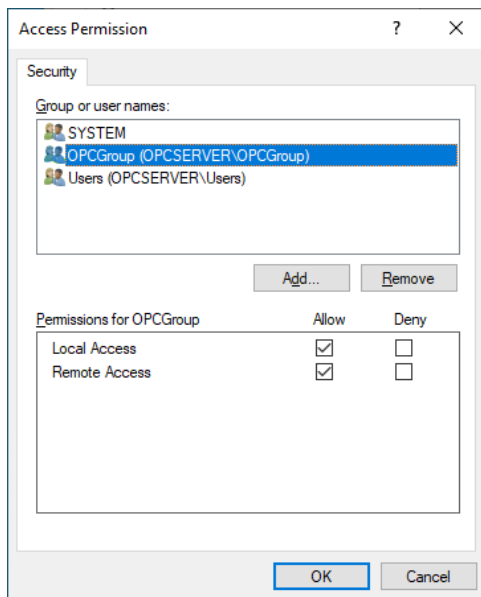 Access Permission ? ×
Security
Group or user names:
SYSTEM
OPCGroup (OPCSERVER\OPCGroup)
Users (OPCSERVER\Users)
Add... Remove
Permissions for OPCGroup Allow Deny
Local Access
Remote Access
OK Cancel